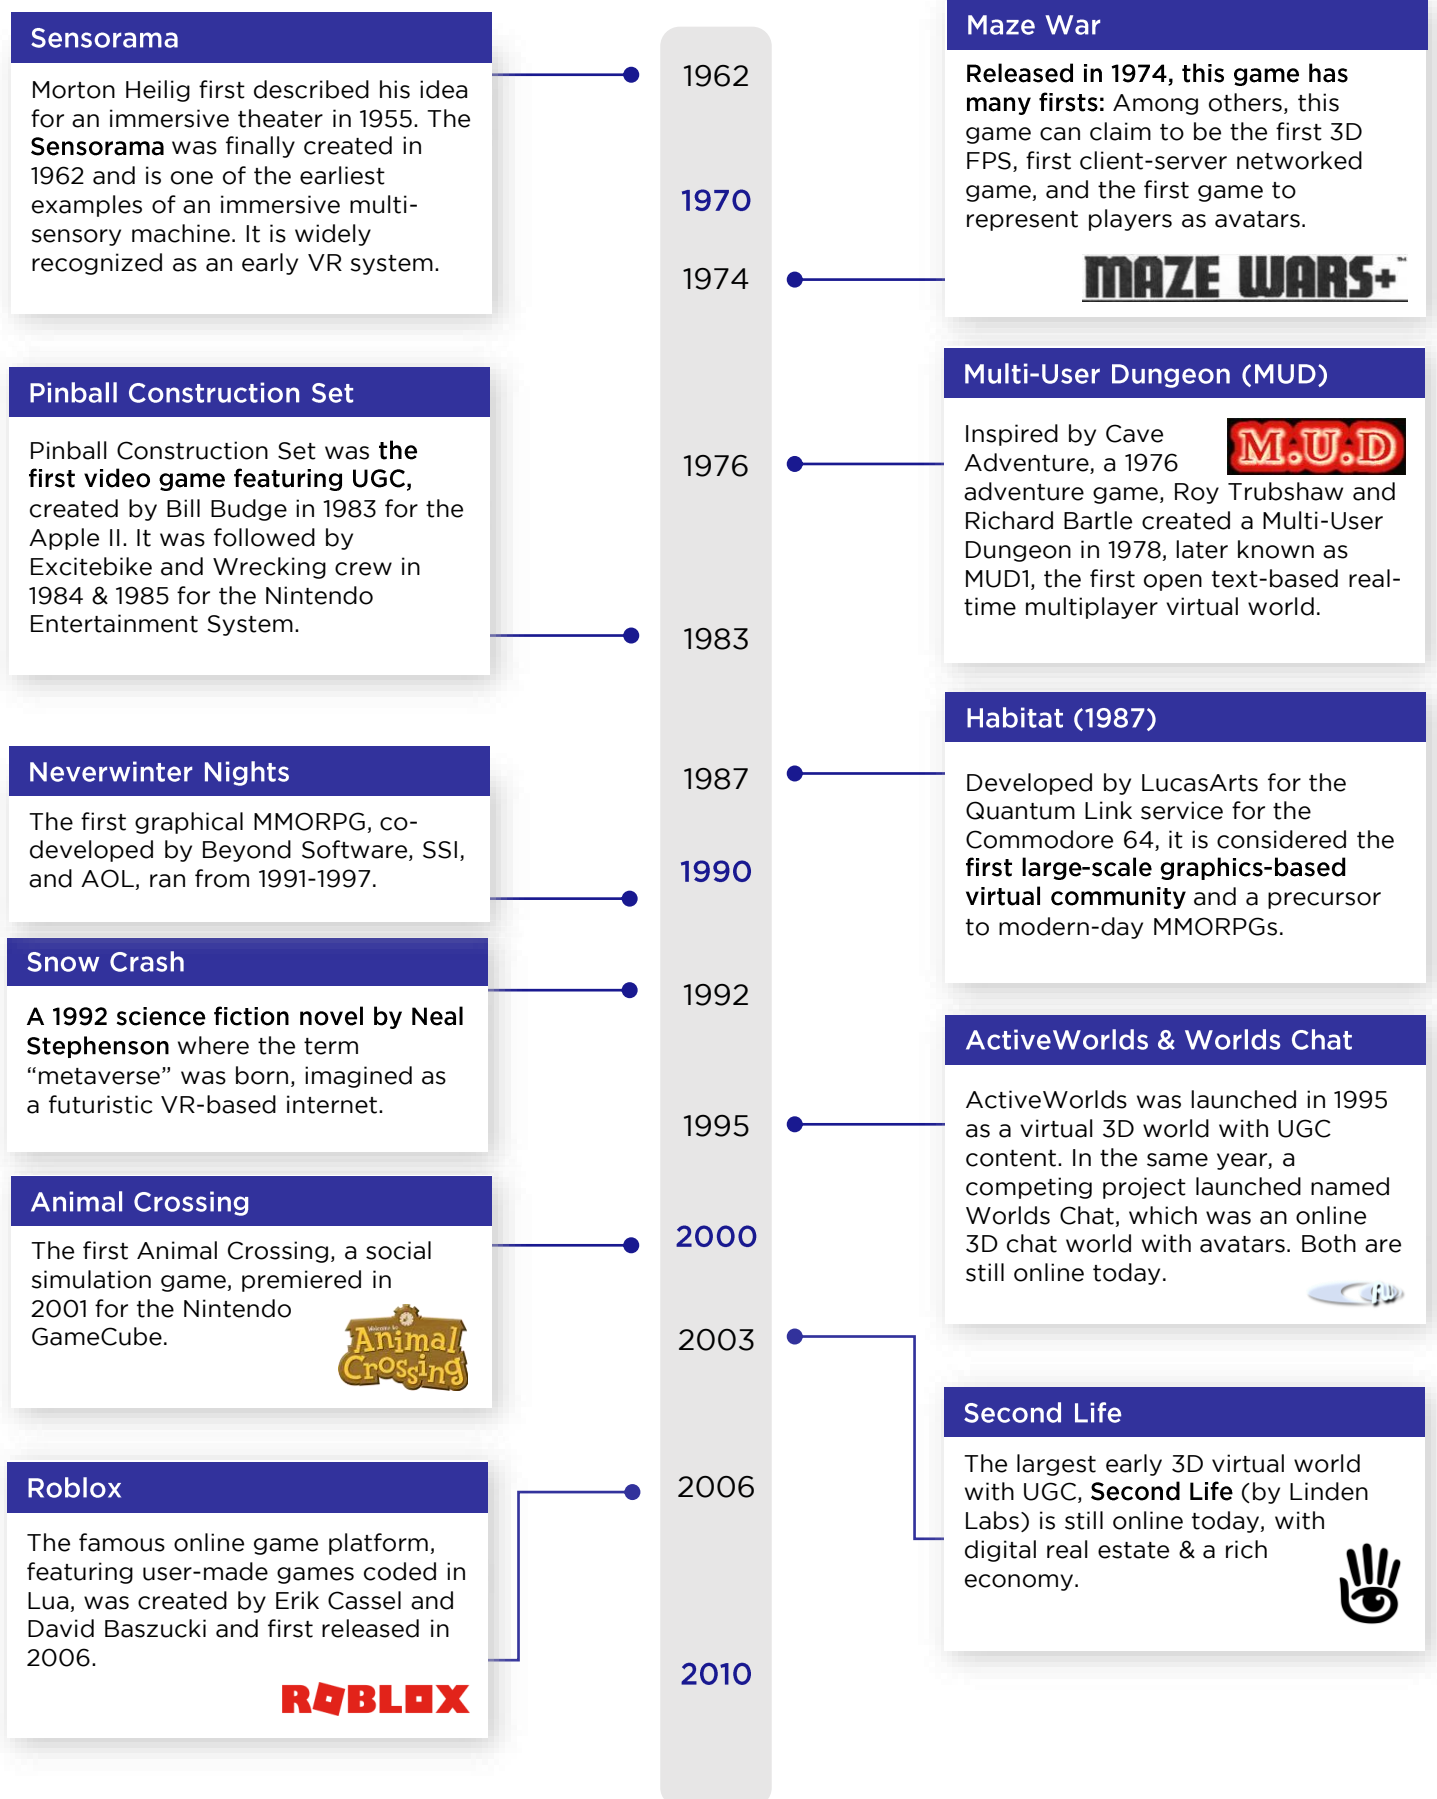 Sensorama
Morton Heilig first described his idea
for an immersive theater in 1955. The
Sensorama was finally created in
1962 and is one of the earliest
examples of an immersive multi-
sensory machine. It is widely
recognized as an early VR system.
1962
Maze War
Released in 1974, this game has
many firsts: Among others, this
game can claim to be the first 3D
FPS, first client-server networked
game, and the first game to
represent players as avatars.
MAZE WARS+™
1970
1974
Pinball Construction Set
Pinball Construction Set was the
first video game featuring UGC,
created by Bill Budge in 1983 for the
Apple II. It was followed by
Excitebike and Wrecking crew in
1984 & 1985 for the Nintendo
Entertainment System.
1976
1983
Multi-User Dungeon (MUD)
Inspired by Cave
Adventure, a 1976
adventure game, Roy Trubshaw and
Richard Bartle created a Multi-User
Dungeon in 1978, later known as
MUD1, the first open text-based real-
time multiplayer virtual world.
M.U.D
Neverwinter Nights
The first graphical MMORPG, co-
developed by Beyond Software, SSI,
and AOL, ran from 1991-1997.
1987
1990
Habitat (1987)
Developed by LucasArts for the
Quantum Link service for the
Commodore 64, it is considered the
first large-scale graphics-based
virtual community and a precursor
to modern-day MMORPGs.
Snow Crash
A 1992 science fiction novel by Neal
Stephenson where the term
“metaverse” was born, imagined as
a futuristic VR-based internet.
1992
1995
ActiveWorlds & Worlds Chat
ActiveWorlds was launched in 1995
as a virtual 3D world with UGC
content. In the same year, a
competing project launched named
Worlds Chat, which was an online
3D chat world with avatars. Both are
still online today.
AW
Animal Crossing
The first Animal Crossing, a social
simulation game, premiered in
2001 for the Nintendo
GameCube.
Welcome to
Animal
Crossing
2000
2003
Second Life
The largest early 3D virtual world
with UGC, Second Life (by Linden
Labs) is still online today, with
digital real estate & a rich
economy.
Roblox
The famous online game platform,
featuring user-made games coded in
Lua, was created by Erik Cassel and
David Baszucki and first released in
2006.
ROBLOX
2006
2010